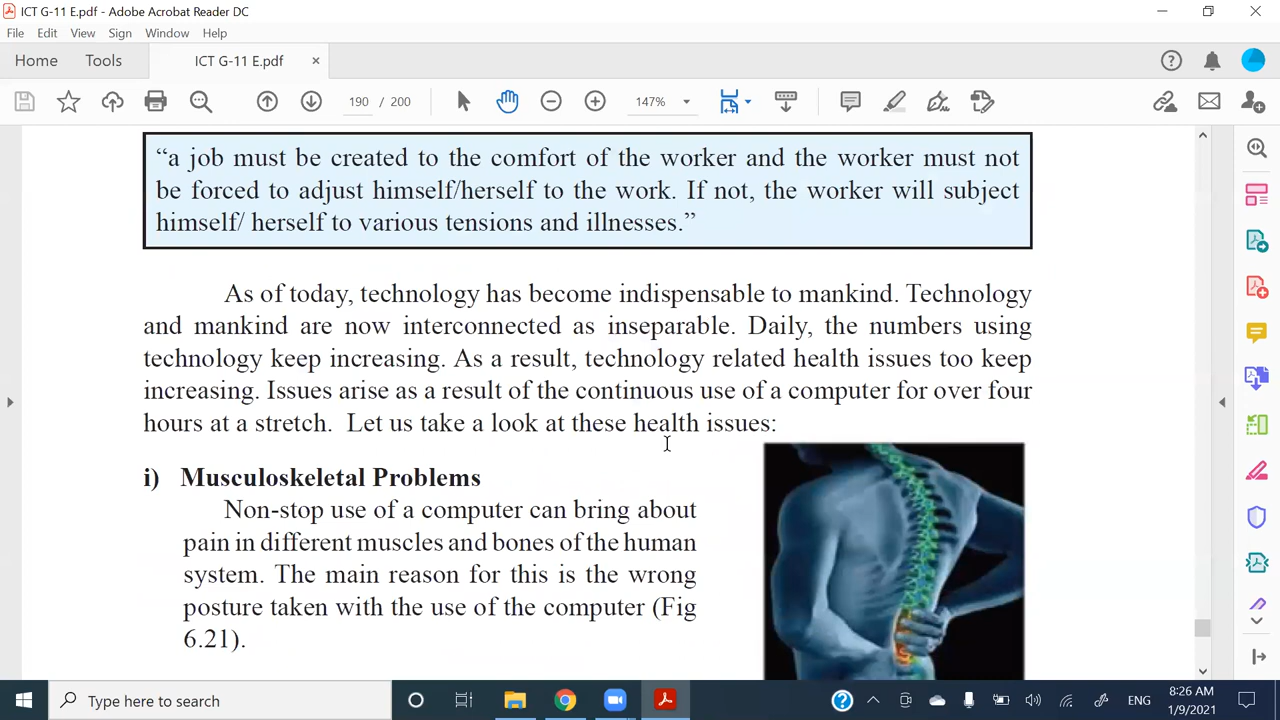 ICT G-11 E.pdf - Adobe Acrobat Reader DC
File Edit View Sign Window Help
Home Tools ICT G-11 E.pdf ×
190 / 200 147%
“a job must be created to the comfort of the worker and the worker must not
be forced to adjust himself/herself to the work. If not, the worker will subject
himself/ herself to various tensions and illnesses.”
As of today, technology has become indispensable to mankind. Technology
and mankind are now interconnected as inseparable. Daily, the numbers using
technology keep increasing. As a result, technology related health issues too keep
increasing. Issues arise as a result of the continuous use of a computer for over four
hours at a stretch. Let us take a look at these health issues:
i) Musculoskeletal Problems
Non-stop use of a computer can bring about
pain in different muscles and bones of the human
system. The main reason for this is the wrong
posture taken with the use of the computer (Fig
6.21).
Type here to search
ENG
8:26 AM
1/9/2021